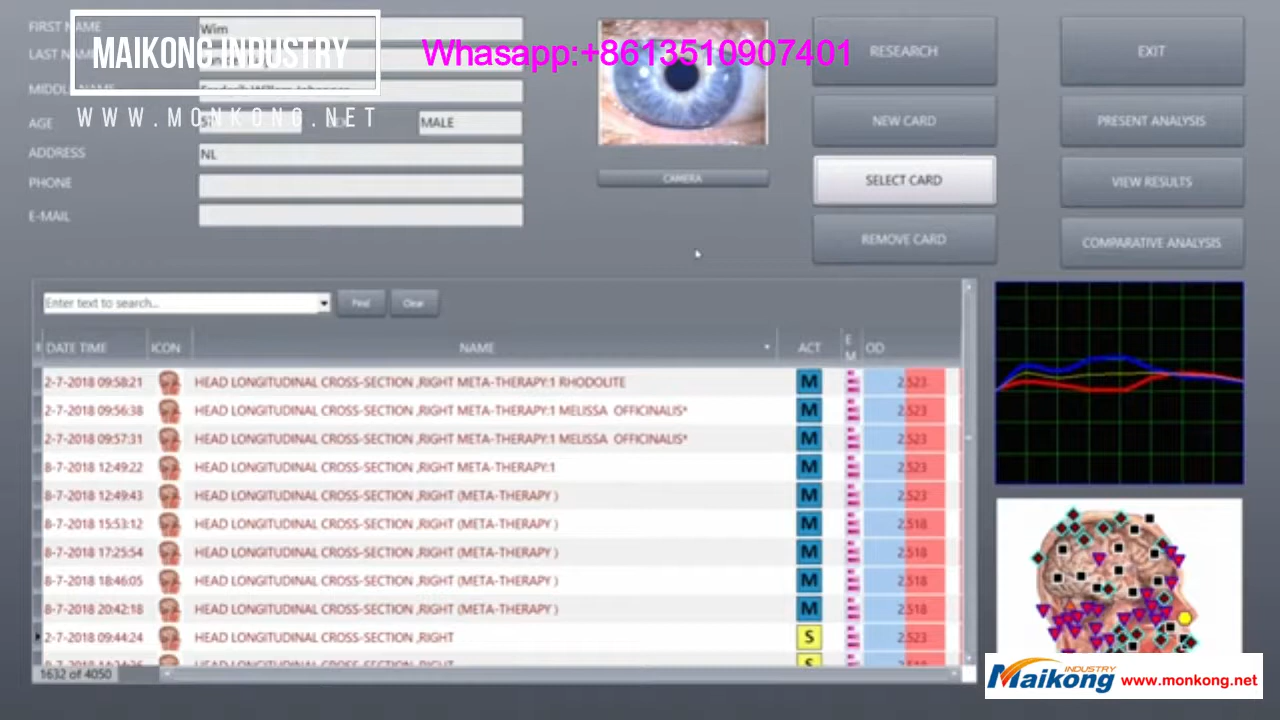 FIRST NAME
Wim
LAST NAME
MIDDLE NAME
AGE
MALE
ADDRESS
NL
PHONE
E-MAIL
MAIKONG INDUSTRY
WWW.MONKONG.NET
Whasapp:+8613510907401
CAMERA
RESEARCH
EXIT
NEW CARD
PRESENT ANALYSIS
SELECT CARD
VIEW RESULTS
REMOVE CARD
COMPARATIVE ANALYSIS
Enter text to search...
Find
Clear
DATE TIME ICON NAME ACT E M OD
2-7-2018 09:58:21 HEAD LONGITUDINAL CROSS-SECTION ,RIGHT META-THERAPY:1 RHODOLITE M 2.523
2-7-2018 09:56:38 HEAD LONGITUDINAL CROSS-SECTION ,RIGHT META-THERAPY:1 MELISSA OFFICINALIS* M 2.523
2-7-2018 09:57:31 HEAD LONGITUDINAL CROSS-SECTION ,RIGHT META-THERAPY:1 MELISSA OFFICINALIS* M 2.523
8-7-2018 12:49:22 HEAD LONGITUDINAL CROSS-SECTION ,RIGHT META-THERAPY:1 M 2.523
8-7-2018 12:49:43 HEAD LONGITUDINAL CROSS-SECTION ,RIGHT (META-THERAPY ) M 2.523
8-7-2018 15:53:12 HEAD LONGITUDINAL CROSS-SECTION ,RIGHT (META-THERAPY ) M 2.518
8-7-2018 17:25:54 HEAD LONGITUDINAL CROSS-SECTION ,RIGHT (META-THERAPY ) M 2.518
8-7-2018 18:46:05 HEAD LONGITUDINAL CROSS-SECTION ,RIGHT (META-THERAPY ) M 2.518
8-7-2018 20:42:18 HEAD LONGITUDINAL CROSS-SECTION ,RIGHT (META-THERAPY ) M 2.518
2-7-2018 09:44:24 HEAD LONGITUDINAL CROSS-SECTION ,RIGHT S 2.523
HEAD LONGITUDINAL CROSS-SECTION ,RIGHT S 2.518
1632 of 4050
Maikong INDUSTRY www.monkong.net